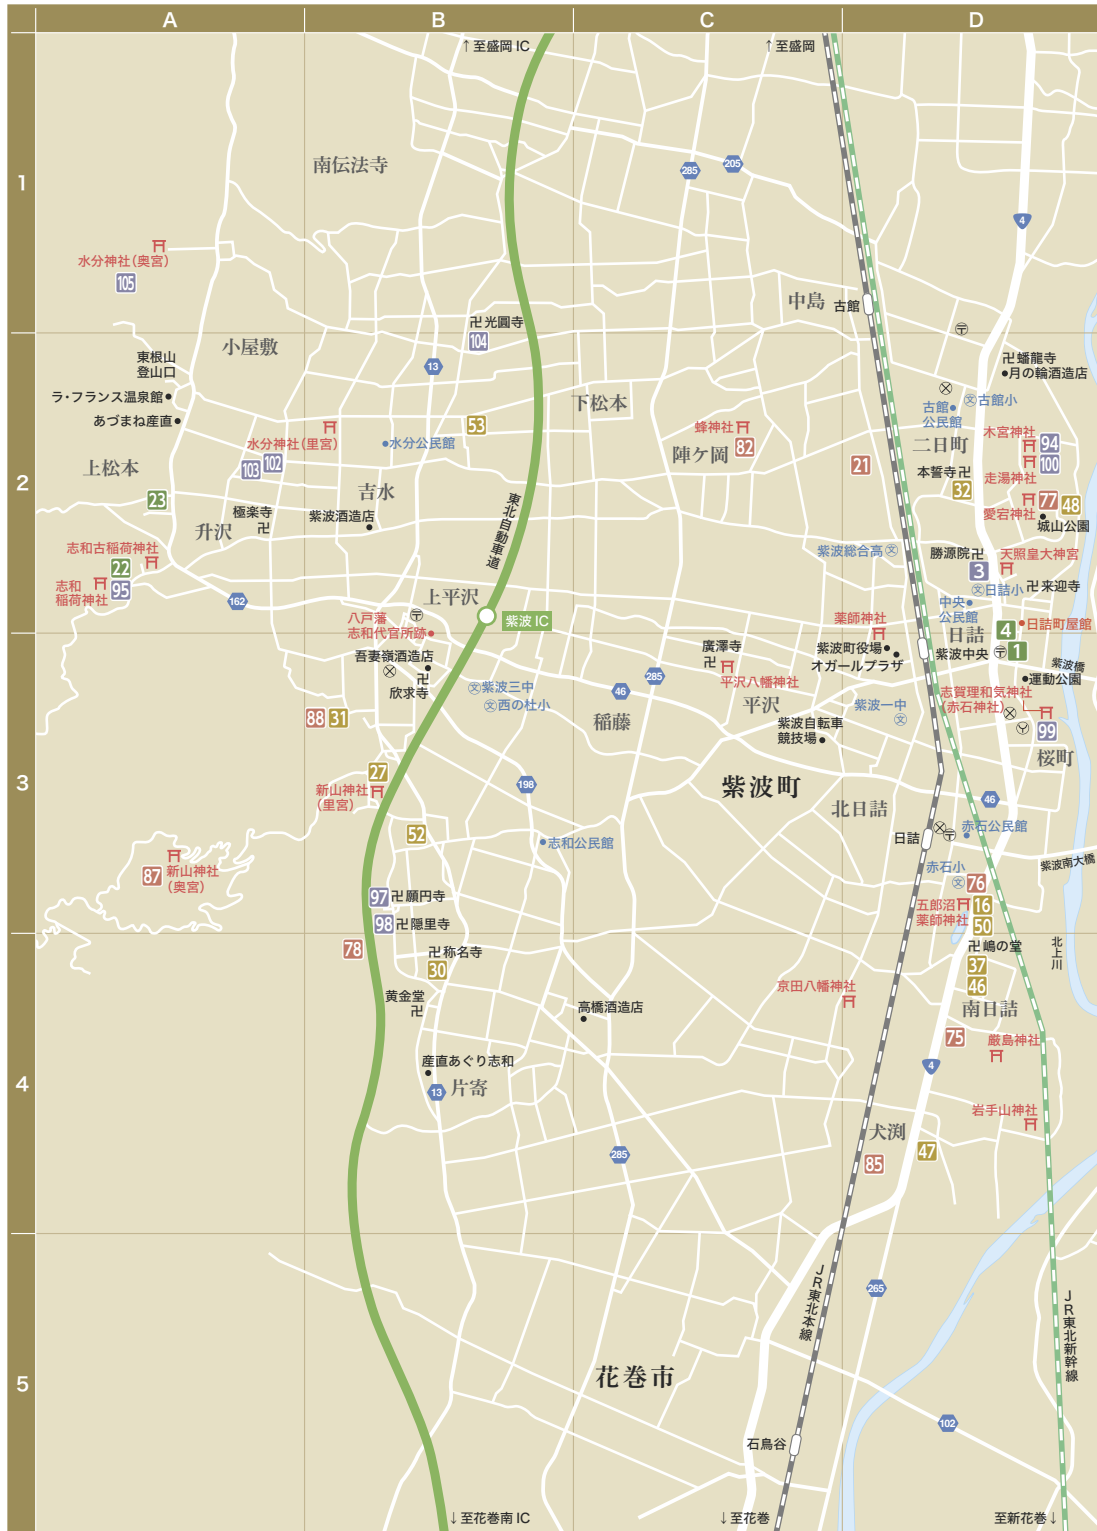 A
B
C
D
1
2
3
4
5
↑至盛岡IC
↑至盛岡
南伝法寺
285
205
4
水分神社(奥宮)
105
中島
古館
卍光圓寺
104
小屋敷
東根山
登山口
13
卍蟠龍寺
月の輪酒造店
ラ・フランス温泉館
あづまね産直
下松本
古館
公民館
古館小
水分神社(里宮)
水分公民館
53
蜂神社
82
陣ケ岡
二日町
木宮神社
94
100
走湯神社
上松本
103
102
吉水
21
本誓寺卍
32
77
48
愛宕神社
城山公園
23
極楽寺
卍
升沢
紫波酒造店
東北自動車道
志和古稲荷神社
22
志和
稲荷神社
95
162
上平沢
紫波IC
紫波総合高
勝源院卍
天照皇大神宮
3
日詰小
卍来迎寺
中央
公民館
日詰
4
日詰町屋館
1
八戸藩
志和代官所跡
吾妻嶺酒造店
卍
欣求寺
薬師神社
紫波町役場
オガールプラザ
紫波中央
紫波橋
運動公園
廣澤寺
卍
平沢八幡神社
紫波三中
西の杜小
46
285
稲藤
平沢
紫波一中
志賀理和気神社
(赤石神社)
99
桜町
88
31
紫波自転車
競技場
27
新山神社
(里宮)
198
紫波町
北日詰
46
52
志和公民館
日詰
赤石公民館
紫波南大橋
87
新山神社
(奥宮)
赤石小
76
97
卍願円寺
五郎沼
薬師神社
16
50
98
卍隠里寺
78
卍称名寺
30
卍嶋の堂
37
46
北上川
黄金堂
卍
高橋酒造店
京田八幡神社
南日詰
75
厳島神社
産直あぐり志和
13
片寄
4
岩手山神社
285
犬渕
85
47
265
JR東北本線
JR東北新幹線
花巻市
102
石鳥谷
↓至花巻南IC
↓至花巻
至新花巻↓